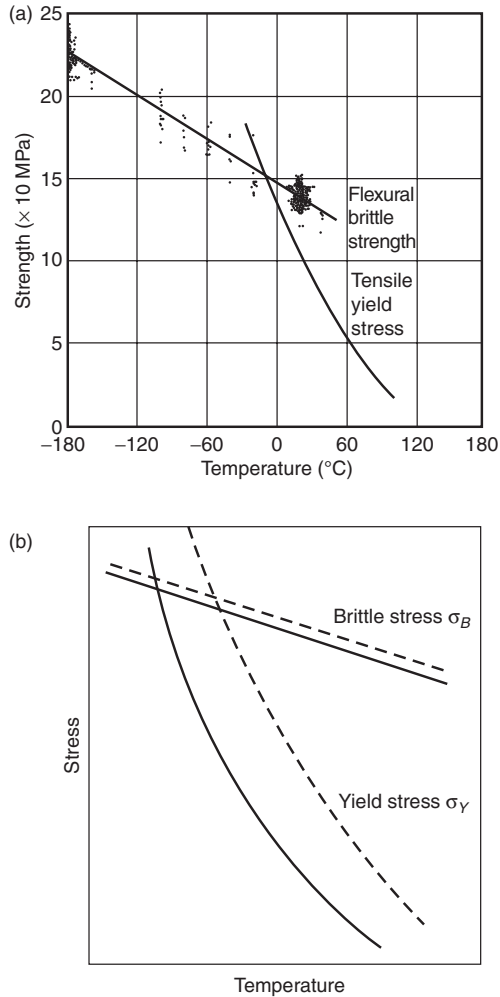 (a)
25
20
15
10
5
0
Strength (× 10 MPa)
Flexural
brittle
strength
Tensile
yield
stress
−180
−120
−60
0
60
120
180
Temperature (°C)
(b)
Brittle stress σB
Yield stress σY
Stress
Temperature